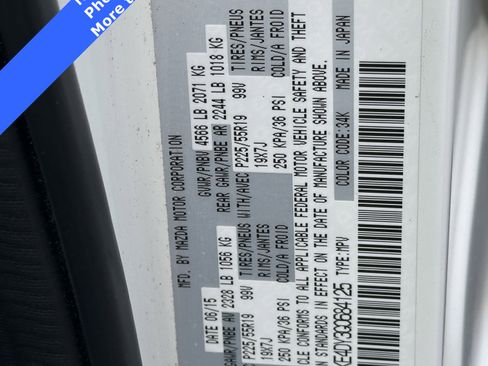 More t
MFD. BY MAZDA MOTOR CORPORATION
DATE 06/15 GVWR/PNBV 4566 LB 2071 KG
GAWR/PNBE AV 2328 LB 1056 KG REAR GAWR/PNBE AR 2244 LB 1018 KG
P225/55R19 TIRES/PNEUS WITH/AVEC P225/55R19 TIRES/PNEUS
99V RIMS/JANTES 19X7J 99V RIMS/JANTES
19X7J COLD/A FROID 250 KPA/36 PSI COLD/A FROID
250 KPA/36 PSI
CLE CONFORMS TO ALL APPLICABLE FEDERAL MOTOR VEHICLE SAFETY AND THEFT
N STANDARDS IN EFFECT ON THE DATE OF MANUFACTURE SHOWN ABOVE.
TYPE: MPV COLOR CODE: 34K MADE IN JAPAN